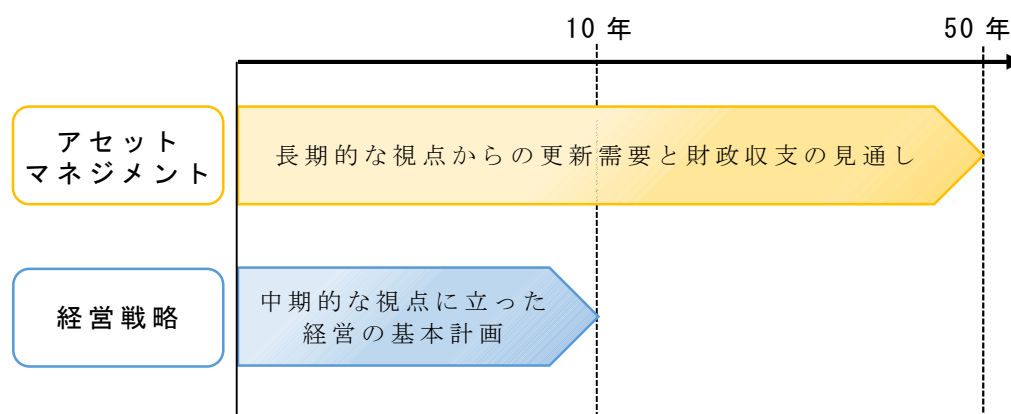 10 年
50 年
アセット
マネジメント
長期的な視点からの更新需要と財政収支の見通し
経営戦略
中期的な視点に立った
経営の基本計画